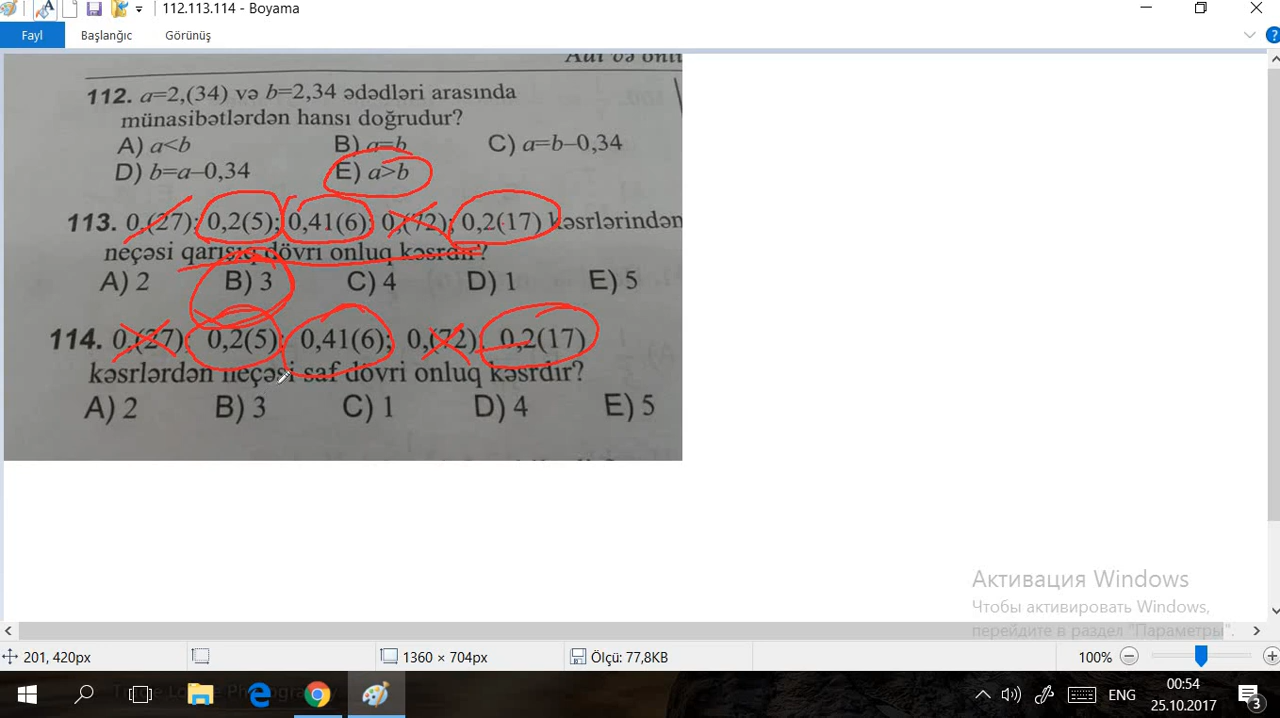 112.113.114 - Boyama
Fayl Başlanğıc Görünüş
112. a=2,(34) və b=2,34 ədədləri arasında
münasibətlərdən hansı doğrudur?
A) a<b B) a=b C) a=b–0,34
D) b=a–0,34 E) a>b
113. 0,(27); 0,2(5); 0,41(6); 0,(72); 0,2(17) kəsrlərindən
neçəsi qarışıq dövri onluq kəsrdir?
A) 2 B) 3 C) 4 D) 1 E) 5
114. 0,(27); 0,2(5); 0,41(6); 0,(72); 0,2(17)
kəsrlərdən neçəsi saf dövri onluq kəsrdir?
A) 2 B) 3 C) 1 D) 4 E) 5
Активация Windows
Чтобы активировать Windows,
перейдите в раздел "Параметры".
201, 420px 1360 × 704px Ölçü: 77,8KB 100%
ENG 00:54
25.10.2017 3